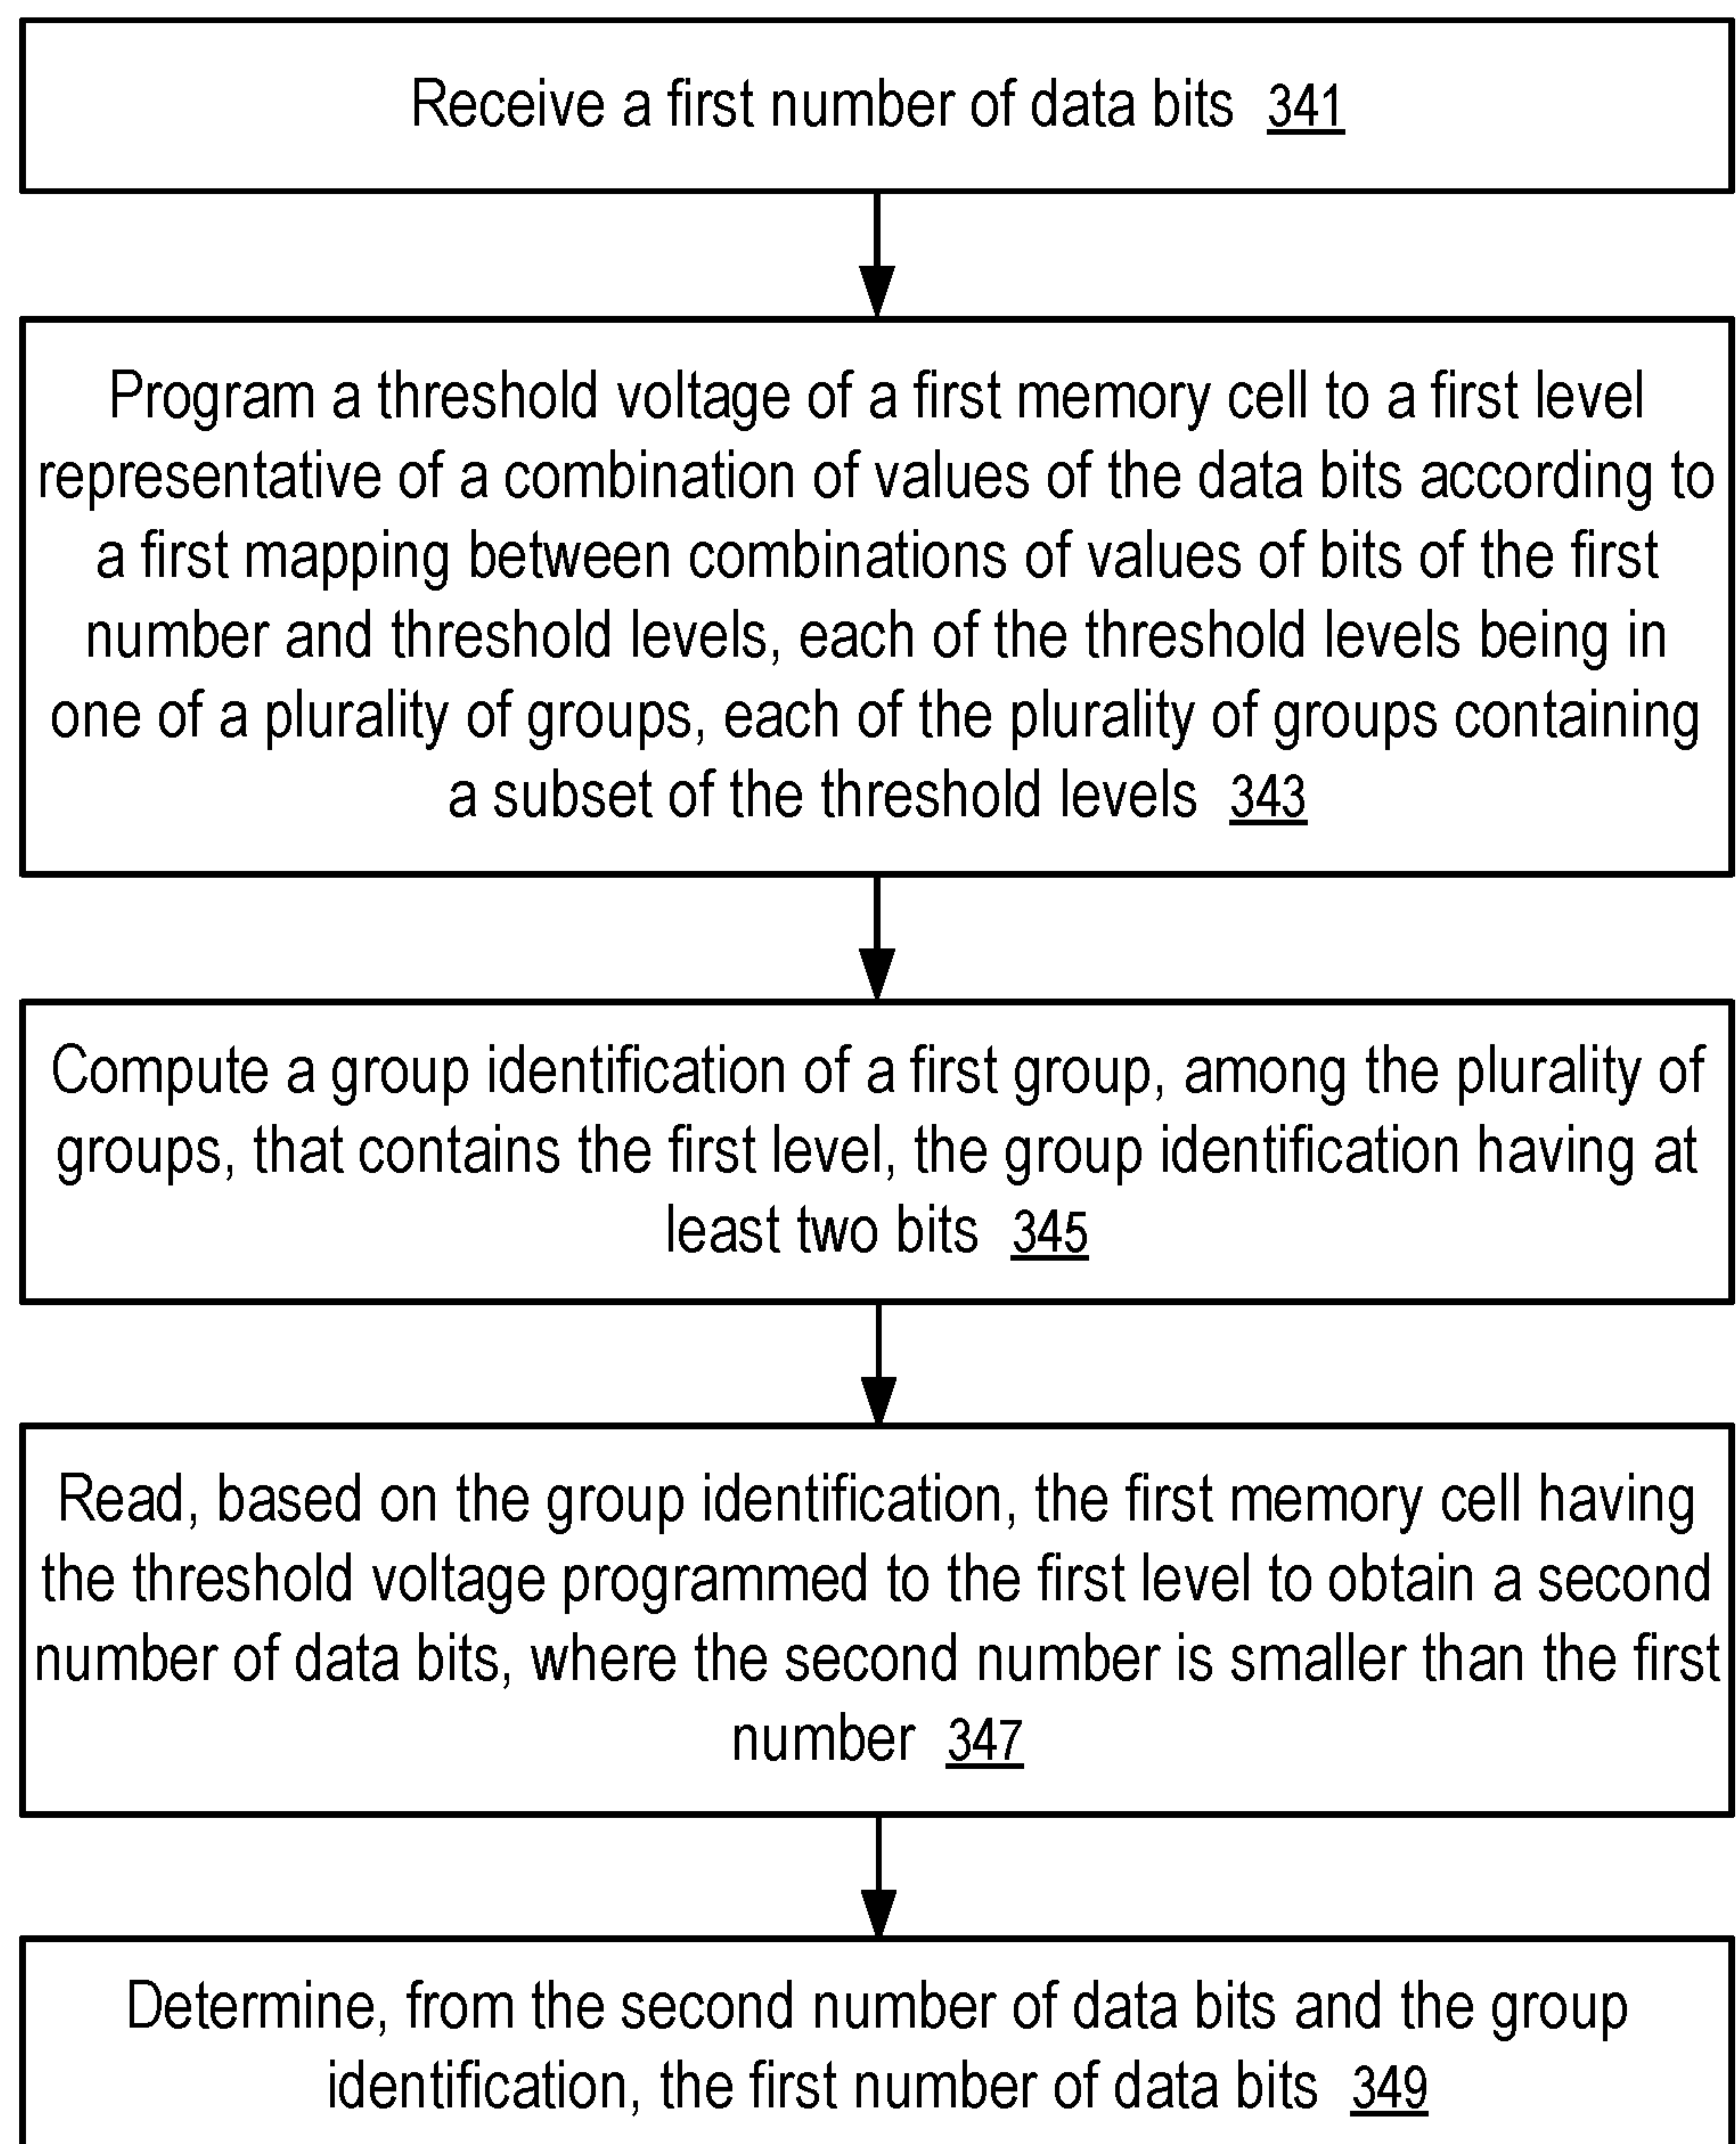 Receive a first number of data bits 341
Program a threshold voltage of a first memory cell to a first level
representative of a combination of values of the data bits according to
a first mapping between combinations of values of bits of the first
number and threshold levels, each of the threshold levels being in
one of a plurality of groups, each of the plurality of groups containing
a subset of the threshold levels 343
Compute a group identification of a first group, among the plurality of
groups, that contains the first level, the group identification having at
least two bits 345
Read, based on the group identification, the first memory cell having
the threshold voltage programmed to the first level to obtain a second
number of data bits, where the second number is smaller than the first
number 347
Determine, from the second number of data bits and the group
identification, the first number of data bits 349